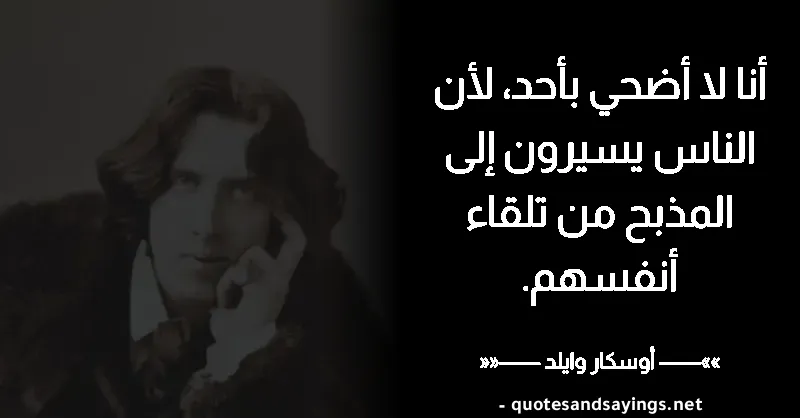 أنا لا أضحي بأحد، لأن
الناس يسيرون إلى
المذبح من تلقاء
أنفسهم.
»»—— أوسكار وايلد ——««
- quotesandsayings.net